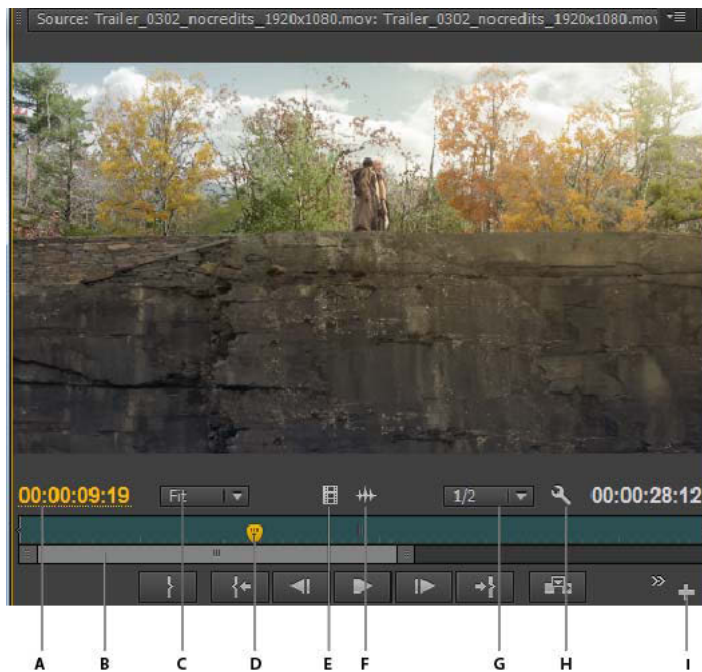 Source: Trailer_0302_nocredits_1920x1080.mov: Trailer_0302_nocredits_1920x1080.mov
00:00:09:19 Fit 1/2 00:00:28:12
A B C D E F G H I